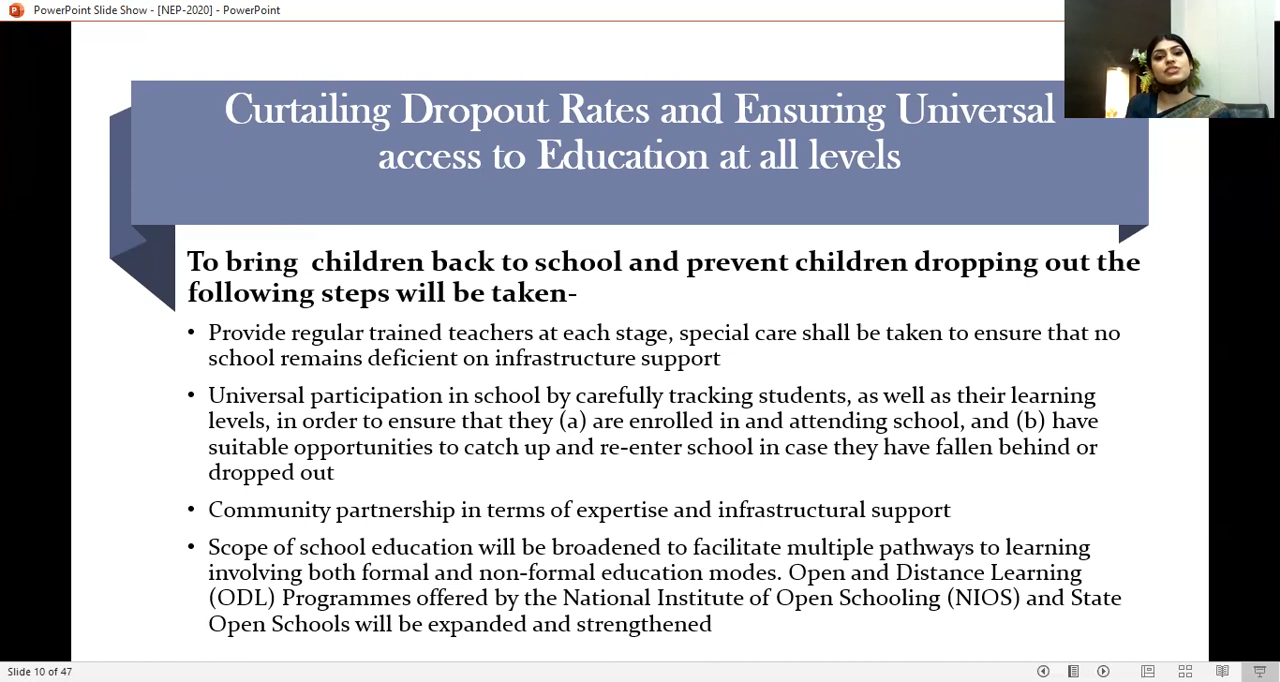 PowerPoint Slide Show - [NEP-2020] - PowerPoint
Curtailing Dropout Rates and Ensuring Universal
access to Education at all levels
To bring  children back to school and prevent children dropping out the
following steps will be taken-
• Provide regular trained teachers at each stage, special care shall be taken to ensure that no
school remains deficient on infrastructure support
• Universal participation in school by carefully tracking students, as well as their learning
levels, in order to ensure that they (a) are enrolled in and attending school, and (b) have
suitable opportunities to catch up and re-enter school in case they have fallen behind or
dropped out
• Community partnership in terms of expertise and infrastructural support
• Scope of school education will be broadened to facilitate multiple pathways to learning
involving both formal and non-formal education modes. Open and Distance Learning
(ODL) Programmes offered by the National Institute of Open Schooling (NIOS) and State
Open Schools will be expanded and strengthened
Slide 10 of 47